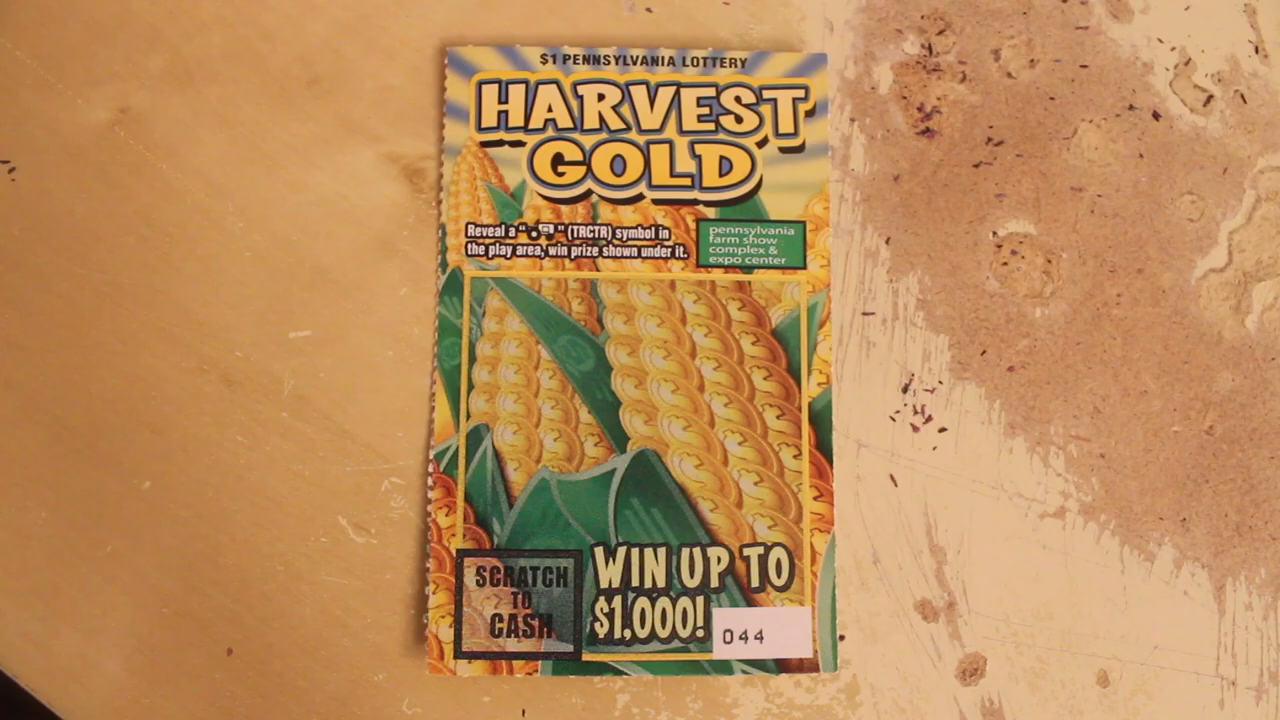 $1 PENNSYLVANIA LOTTERY
HARVEST
GOLD
Reveal a " " (TRCTR) symbol in
the play area, win prize shown under it.
pennsylvania
farm show
complex &
expo center
WIN UP TO
$1,000!
SCRATCH
TO
CASH
044